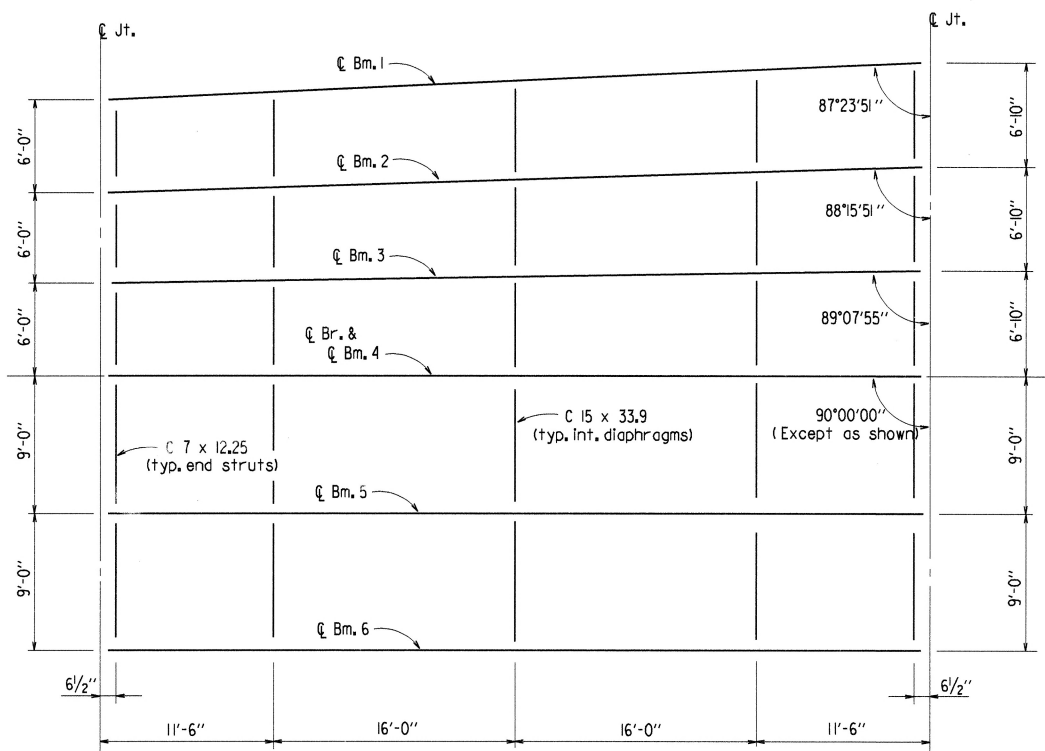 ℄ Jt.
℄ Jt.
℄ Bm. 1
87°23'51"
6'-0"
6'-10"
℄ Bm. 2
88°15'51"
6'-0"
6'-10"
℄ Bm. 3
89°07'55"
6'-0"
6'-10"
℄ Br. &
℄ Bm. 4
90°00'00"
(Except as shown)
C 15 x 33.9
(typ. int. diaphragms)
C 7 x 12.25
(typ. end struts)
9'-0"
9'-0"
℄ Bm. 5
9'-0"
9'-0"
℄ Bm. 6
6½"
6½"
11'-6"
16'-0"
16'-0"
11'-6"